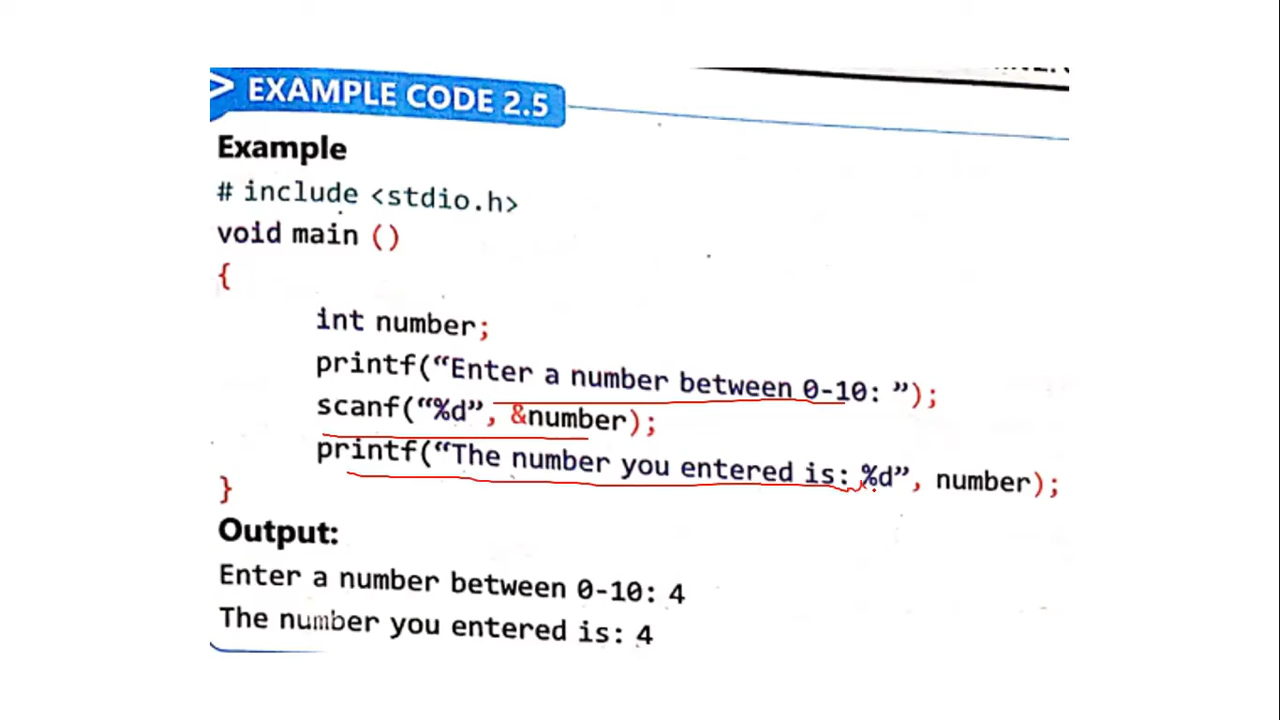 > EXAMPLE CODE 2.5
Example
# include <stdio.h>
void main ()
{
int number;
printf(“Enter a number between 0-10: ”);
scanf(“%d”, &number);
printf(“The number you entered is: %d”, number);
}
Output:
Enter a number between 0-10: 4
The number you entered is: 4